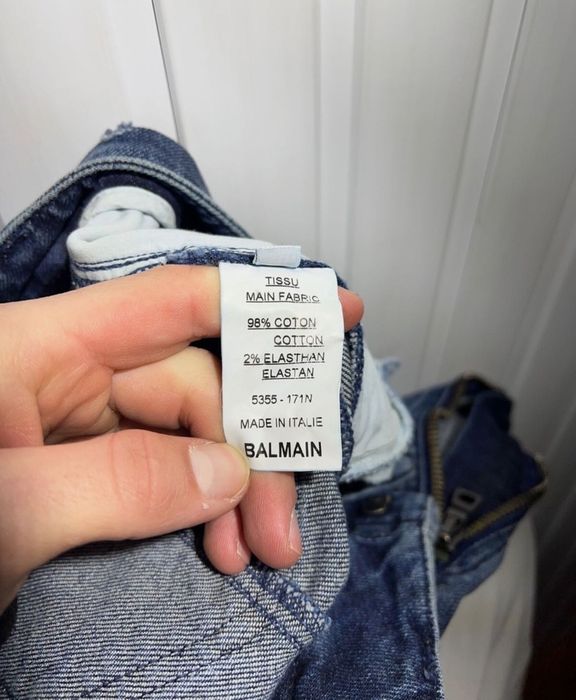 TISSU
MAIN FABRIC
98% COTON
COTTON
2% ELASTHAN
ELASTAN
5355 - 171N
MADE IN ITALIE
BALMAIN